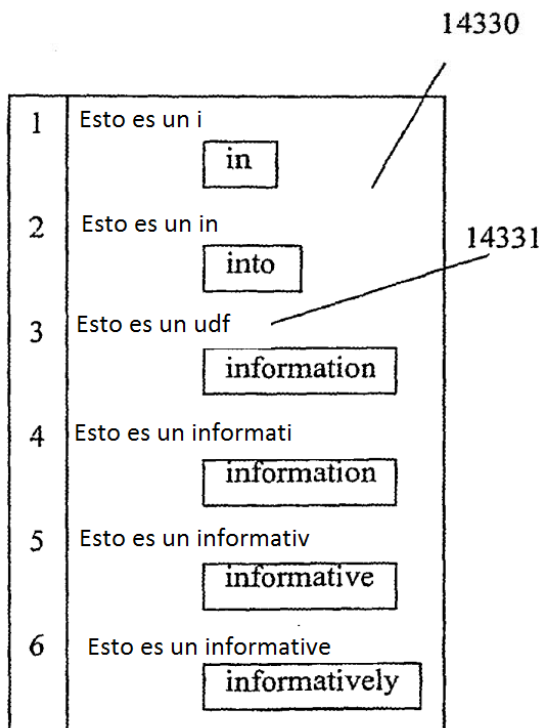 14330
1 Esto es un i
in
2 Esto es un in
into
14331
3 Esto es un udf
information
4 Esto es un informati
information
5 Esto es un informativ
informative
6 Esto es un informative
informatively